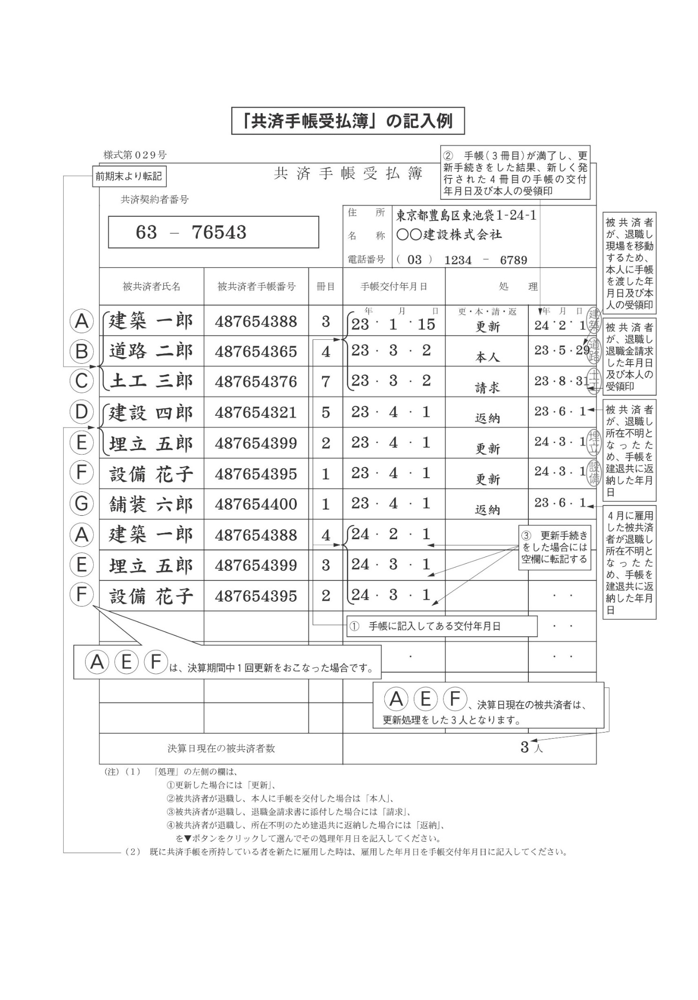 「共済手帳受払簿」の記入例
様式第029号
前期末より転記
共済手帳受払簿
② 手帳(3冊目)が満了し、更
新手続きをした結果、新しく発
行された4冊目の手帳の交付
年月日及び本人の受領印
共済契約者番号
63 － 76543
住 所 東京都豊島区東池袋1-24-1
名 称 ○○建設株式会社
電話番号 ( 03 ) 1234 － 6789
被共済者
が、退職し
現場を移動
するため、
本人に手帳
を渡した年
月日及び本
人の受領印
被共済者氏名 被共済者手帳番号 冊目 手帳交付年月日 処 理
年 月 日 更・本・請・返 ▼年 月 日
Ⓐ 建築 一郎 487654388 3 23・1・15 更新 24・2・1 建築
Ⓑ 道路 二郎 487654365 4 23・3・2 本人 23・5・29 道路
Ⓒ 土工 三郎 487654376 7 23・3・2 請求 23・8・31 土工
Ⓓ 建設 四郎 487654321 5 23・4・1 返納 23・6・1
Ⓔ 埋立 五郎 487654399 2 23・4・1 更新 24・3・1 埋立
Ⓕ 設備 花子 487654395 1 23・4・1 更新 24・3・1 設備
Ⓖ 舗装 六郎 487654400 1 23・4・1 返納 23・6・1
Ⓐ 建築 一郎 487654388 4 24・2・1
Ⓔ 埋立 五郎 487654399 3 24・3・1
Ⓕ 設備 花子 487654395 2 24・3・1 ・ ・
被共済者
が、退職し
退職金請求
した年月日
及び本人の
受領印
被共済者
が、退職し
所在不明と
なったた
め、手帳を
建退共に返
納した年月
日
4月に雇用
した被共済
者が退職し
所在不明と
なったた
め、手帳を
建退共に返
納した年月
日
③ 更新手続き
をした場合には
空欄に転記する
① 手帳に記入してある交付年月日 ・ ・
・ ・ ・
ⒶⒺⒻは、決算期間中1回更新をおこなった場合です。
ⒶⒺⒻ、決算日現在の被共済者は、
更新処理をした3人となります。
決算日現在の被共済者数 3人
(注)(1) 「処理」の左側の欄は、
①更新した場合には「更新」、
②被共済者が退職し、本人に手帳を交付した場合は「本人」、
③被共済者が退職し、退職金請求書に添付した場合には「請求」、
④被共済者が退職し、所在不明のため建退共に返納した場合には「返納」、
を▼ボタンをクリックして選んでその処理年月日を記入してください。
(2) 既に共済手帳を所持している者を新たに雇用した時は、雇用した年月日を手帳交付年月日に記入してください。